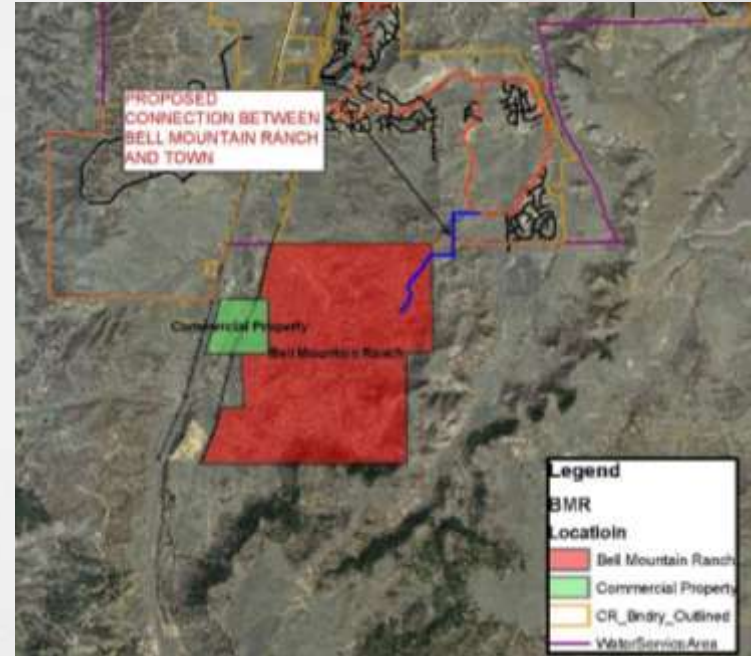 PROPOSED
CONNECTION BETWEEN
BELL MOUNTAIN RANCH
AND TOWN
Commercial Property
Bell Mountain Ranch
Legend
BMR
Locatioin
Bell Mountain Ranch
Commercial Property
CR_Bndry_Outlined
WaterServiceArea